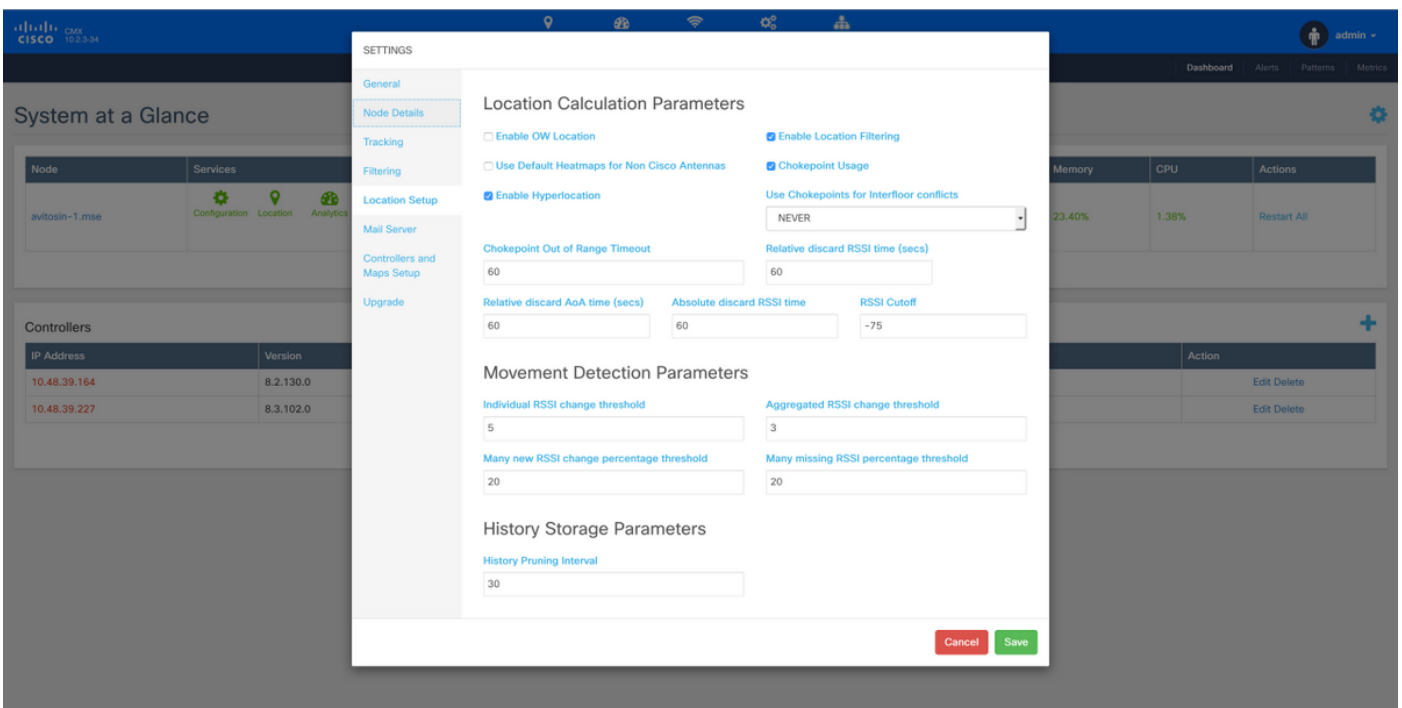 CISCO CMX
10.2.3-34
admin
Dashboard Alerts Patterns Metrics
System at a Glance
Node Services Memory CPU Actions
avitosin-1.mse Configuration Location Analytics 23.40% 1.38% Restart All
Controllers
IP Address Version Action
10.48.39.164 8.2.130.0 Edit Delete
10.48.39.227 8.3.102.0 Edit Delete
SETTINGS
General
Node Details
Tracking
Filtering
Location Setup
Mail Server
Controllers and
Maps Setup
Upgrade
Location Calculation Parameters
Enable OW Location Enable Location Filtering
Use Default Heatmaps for Non Cisco Antennas Chokepoint Usage
Enable Hyperlocation Use Chokepoints for Interfloor conflicts
NEVER
Chokepoint Out of Range Timeout Relative discard RSSI time (secs)
60 60
Relative discard AoA time (secs) Absolute discard RSSI time RSSI Cutoff
60 60 -75
Movement Detection Parameters
Individual RSSI change threshold Aggregated RSSI change threshold
5 3
Many new RSSI change percentage threshold Many missing RSSI percentage threshold
20 20
History Storage Parameters
History Pruning Interval
30
Cancel Save